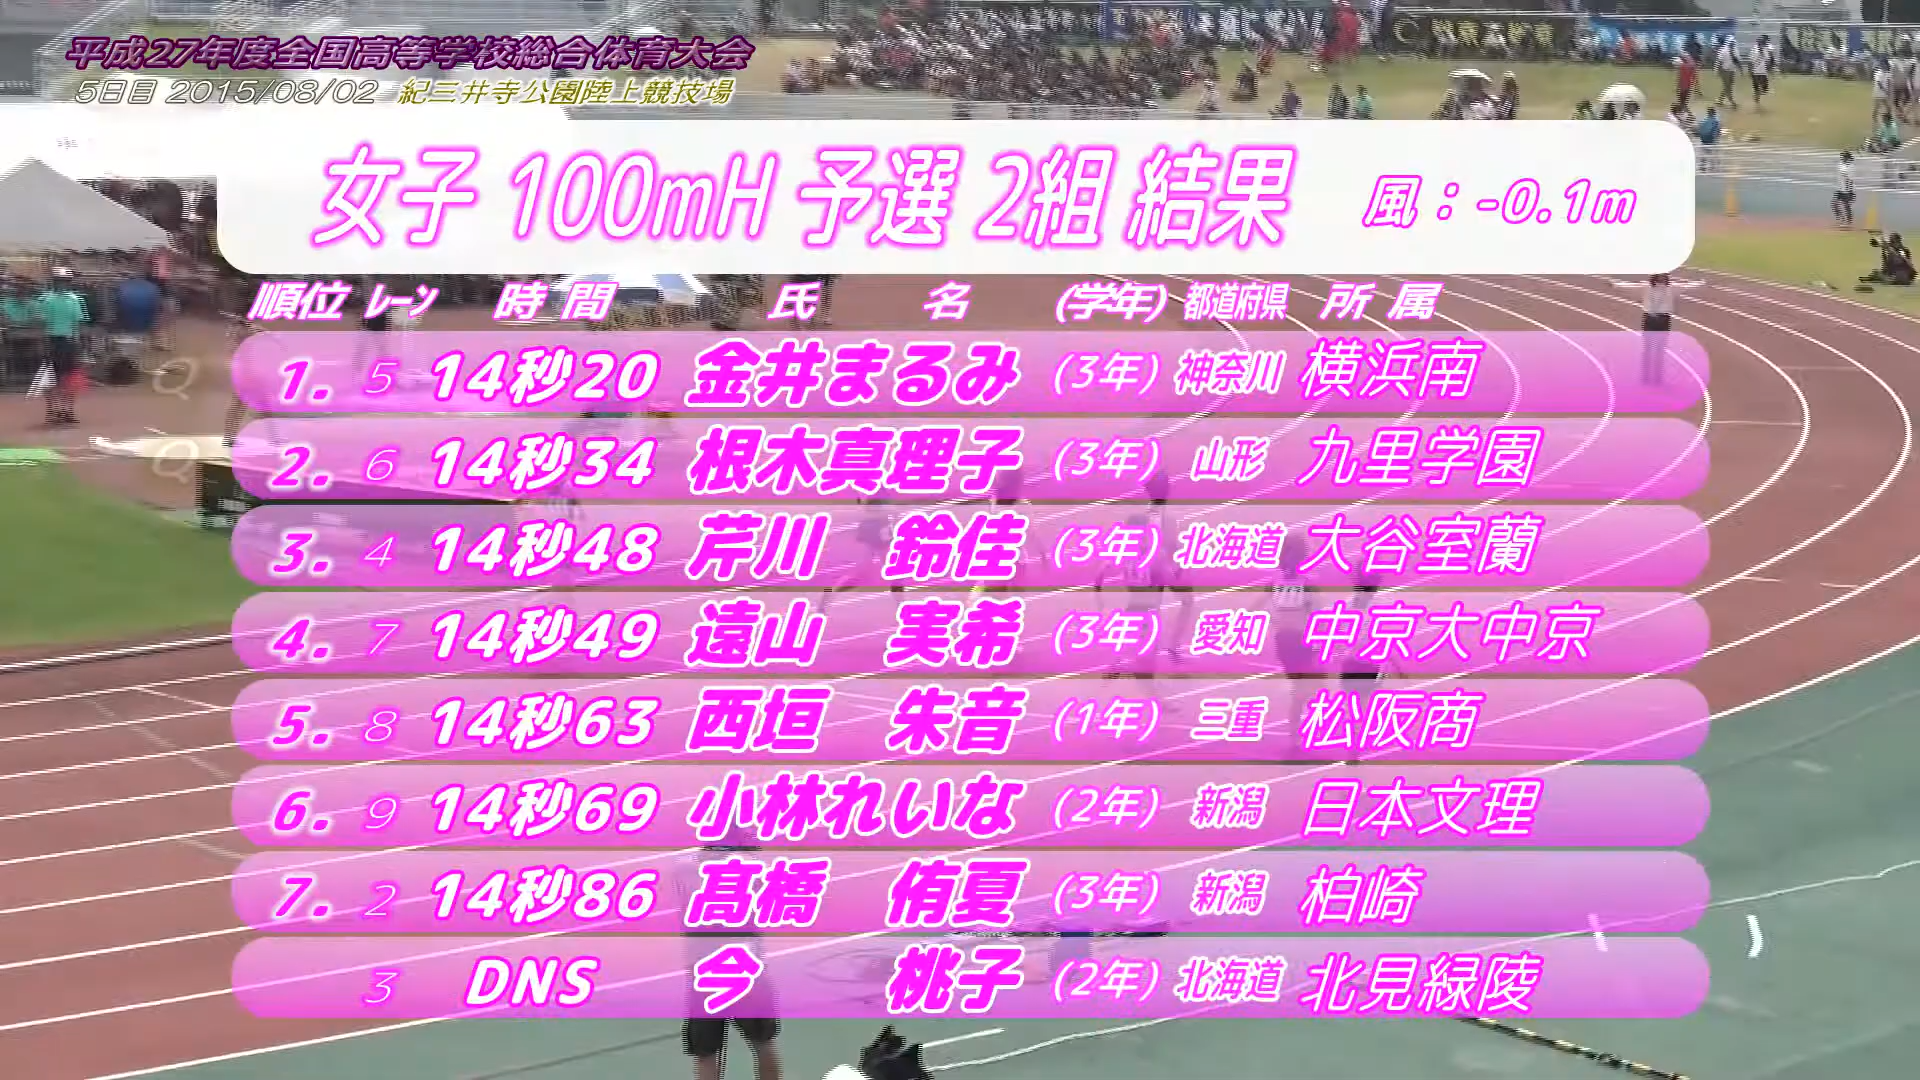 平成27年度全国高等学校総合体育大会
5日目 2015/08/02 紀三井寺公園陸上競技場
女子 100mH 予選 2組 結果 風：-0.1m
順位 レーン 時間 氏 名 (学年) 都道府県 所属
Q 1. 5 14秒20 金井まるみ (3年) 神奈川 横浜南
Q 2. 6 14秒34 根木真理子 (3年) 山形 九里学園
3. 4 14秒48 芹川 鈴佳 (3年) 北海道 大谷室蘭
4. 7 14秒49 遠山 実希 (3年) 愛知 中京大中京
5. 8 14秒63 西垣 朱音 (1年) 三重 松阪商
6. 9 14秒69 小林れいな (2年) 新潟 日本文理
7. 2 14秒86 髙橋 侑夏 (3年) 新潟 柏崎
3 DNS 今 桃子 (2年) 北海道 北見緑陵